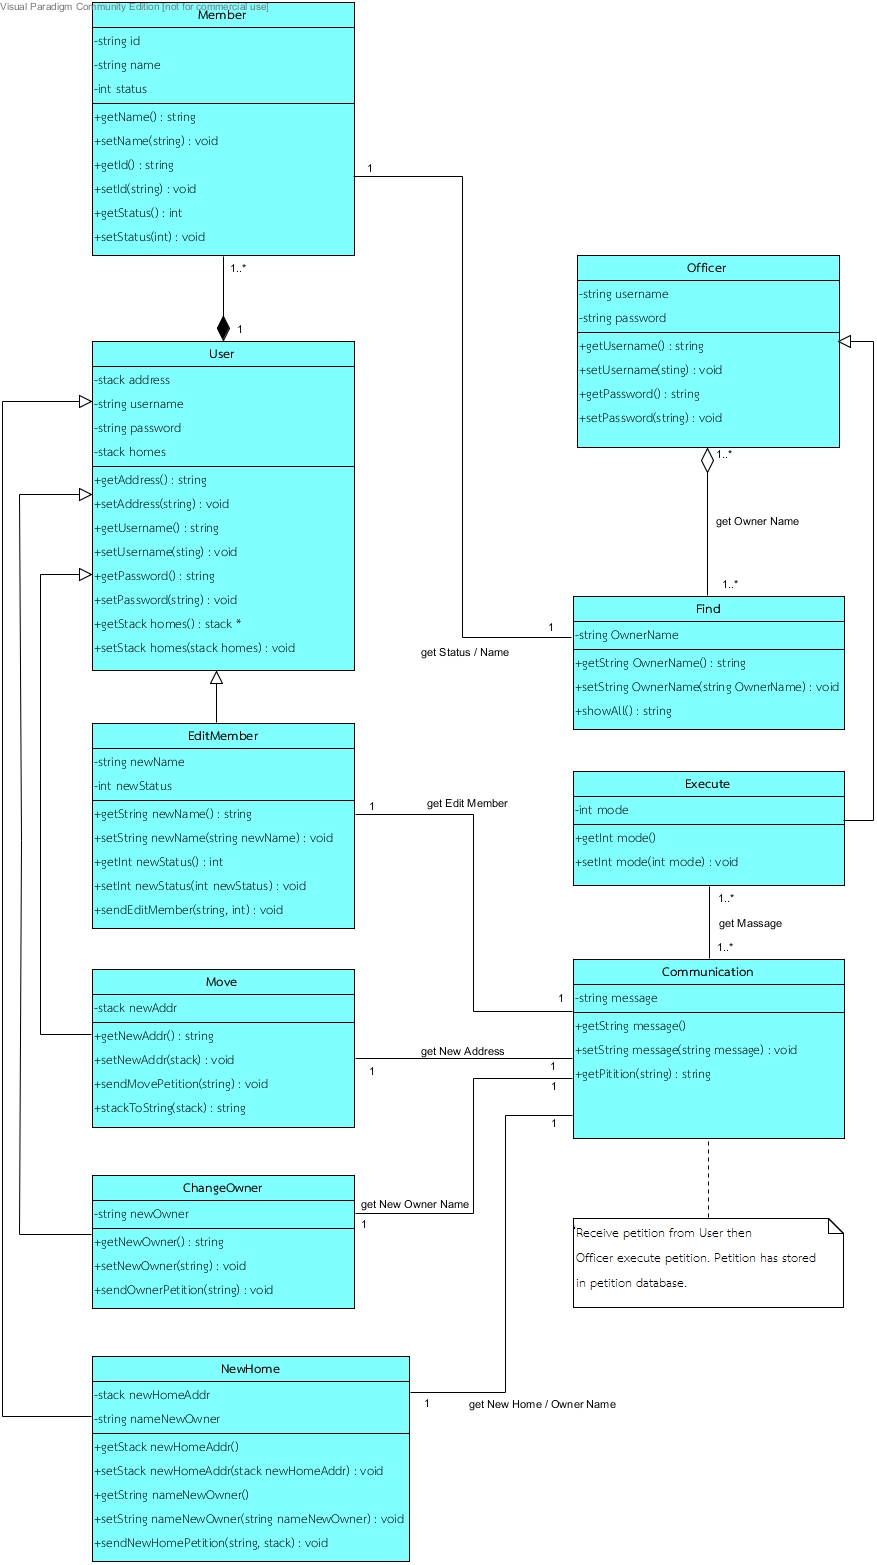 Visual Paradigm Community Edition [not for commercial use]
Member
-string id
-string name
-int status
+getName() : string
+setName(string) : void
+getId() : string
+setId(string) : void
+getStatus() : int
+setStatus(int) : void
1
1..*
1
User
-stack address
-string username
-string password
-stack homes
+getAddress() : string
+setAddress(string) : void
+getUsername() : string
+setUsername(sting) : void
+getPassword() : string
+setPassword(string) : void
+getStack homes() : stack *
+setStack homes(stack homes) : void
Officer
-string username
-string password
+getUsername() : string
+setUsername(sting) : void
+getPassword() : string
+setPassword(string) : void
1..*
get Owner Name
1..*
1
get Status / Name
Find
-string OwnerName
+getString OwnerName() : string
+setString OwnerName(string OwnerName) : void
+showAll() : string
EditMember
-string newName
-int newStatus
+getString newName() : string
+setString newName(string newName) : void
+getInt newStatus() : int
+setInt newStatus(int newStatus) : void
+sendEditMember(string, int) : void
1
get Edit Member
1
Execute
-int mode
+getInt mode()
+setInt mode(int mode) : void
1..*
get Massage
1..*
Communication
-string message
+getString message()
+setString message(string message) : void
+getPitition(string) : string
Move
-stack newAddr
+getNewAddr() : string
+setNewAddr(stack) : void
+sendMovePetition(string) : void
+stackToString(stack) : string
get New Address
1
1
1
1
ChangeOwner
-string newOwner
+getNewOwner() : string
+setNewOwner(string) : void
+sendOwnerPetition(string) : void
get New Owner Name
1
Receive petition from User then
Officer execute petition. Petition has stored
in petition database.
NewHome
-stack newHomeAddr
-string nameNewOwner
+getStack newHomeAddr()
+setStack newHomeAddr(stack newHomeAddr) : void
+getString nameNewOwner()
+setString nameNewOwner(string nameNewOwner) : void
+sendNewHomePetition(string, stack) : void
1
get New Home / Owner Name